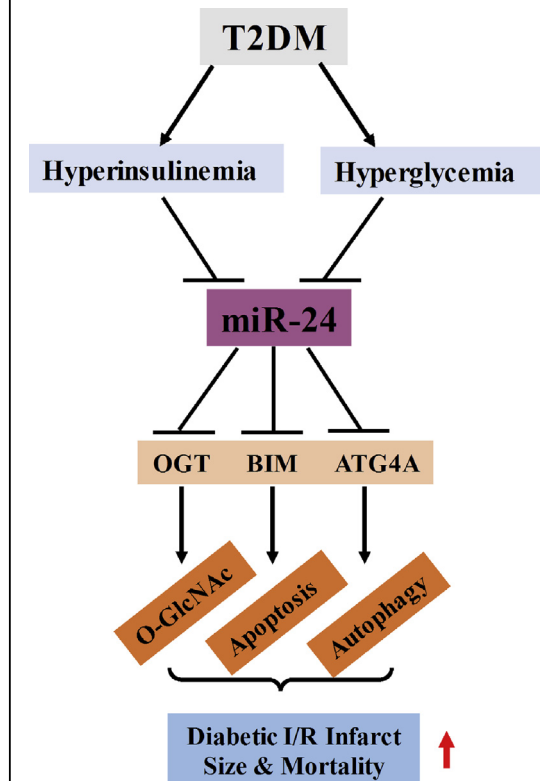 T2DM
Hyperinsulinemia
Hyperglycemia
miR-24
OGT BIM ATG4A
O-GlcNAc
Apoptosis
Autophagy
Diabetic I/R Infarct
Size & Mortality